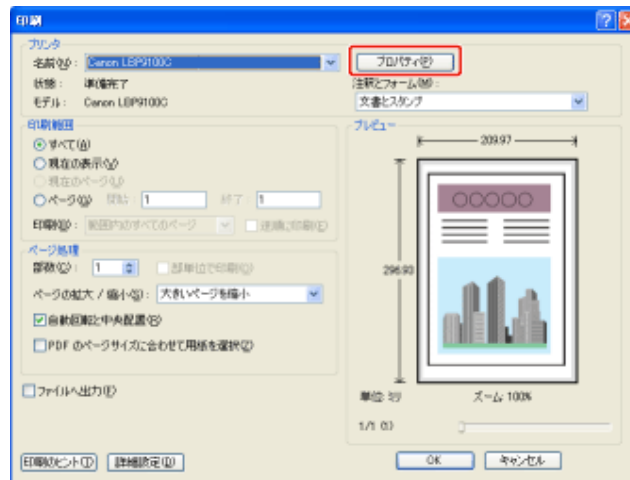 印刷
プリンタ
名前(N): Canon LBP9100C
プロパティ(P)
状態: 準備完了
注釈とフォーム(M):
モデル: Canon LBP9100C
文書とスタンプ
印刷範囲
すべて(A)
現在の表示(V)
現在のページ(U)
ページ(G) 開始: 1 終了: 1
印刷(R): 範囲内のすべてのページ 逆順に印刷(E)
ページ処理
部数(C): 1 部単位で印刷(O)
ページの拡大 / 縮小(S): 大きいページを縮小
自動回転と中央配置(B)
PDF のページサイズに合わせて用紙を選択(Z)
ファイルへ出力(F)
プレビュー
209.97
○○○○○
296.93
単位: ミリ ズーム: 100%
1/1 (1)
印刷のヒント(T) 詳細設定(D) OK キャンセル